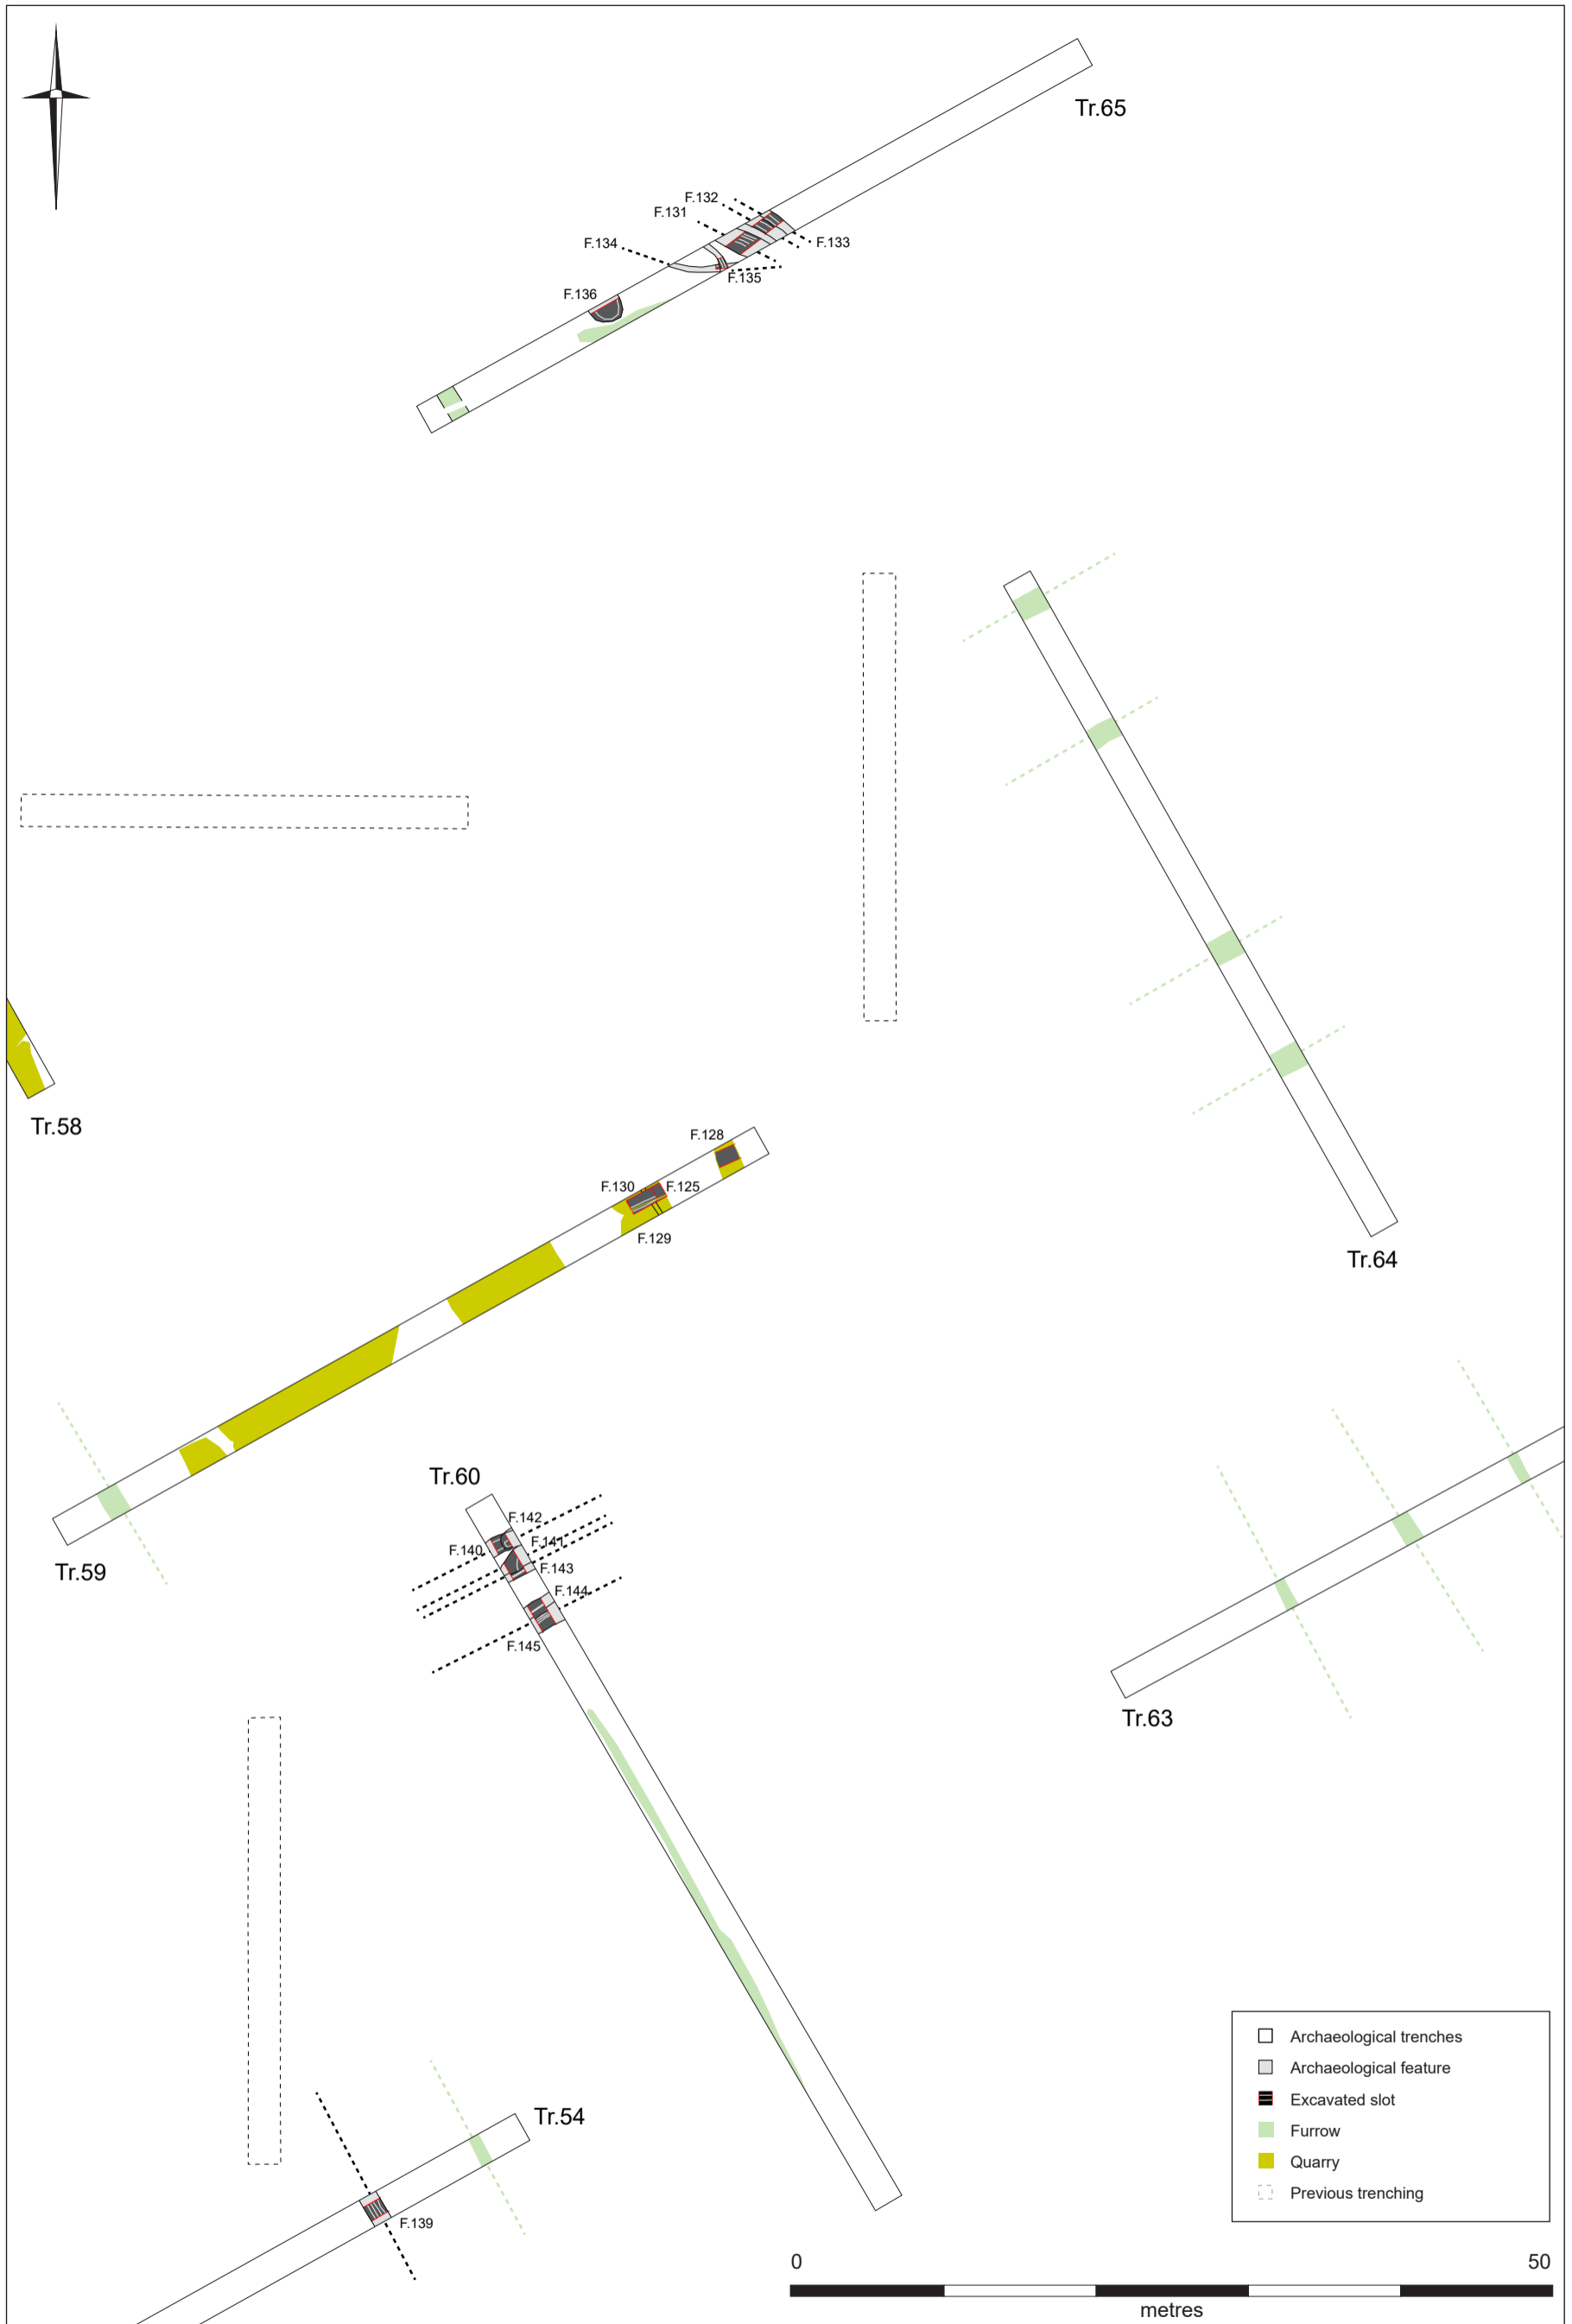 Tr.65
F.132
F.131
F.134
F.133
F.135
F.136
Tr.58
F.128
F.130
F.125
F.129
Tr.64
Tr.60
F.142
F.141
F.140
F.143
F.144
F.145
Tr.59
Tr.63
Tr.54
F.139
Archaeological trenches
Archaeological feature
Excavated slot
Furrow
Quarry
Previous trenching
0 50
metres